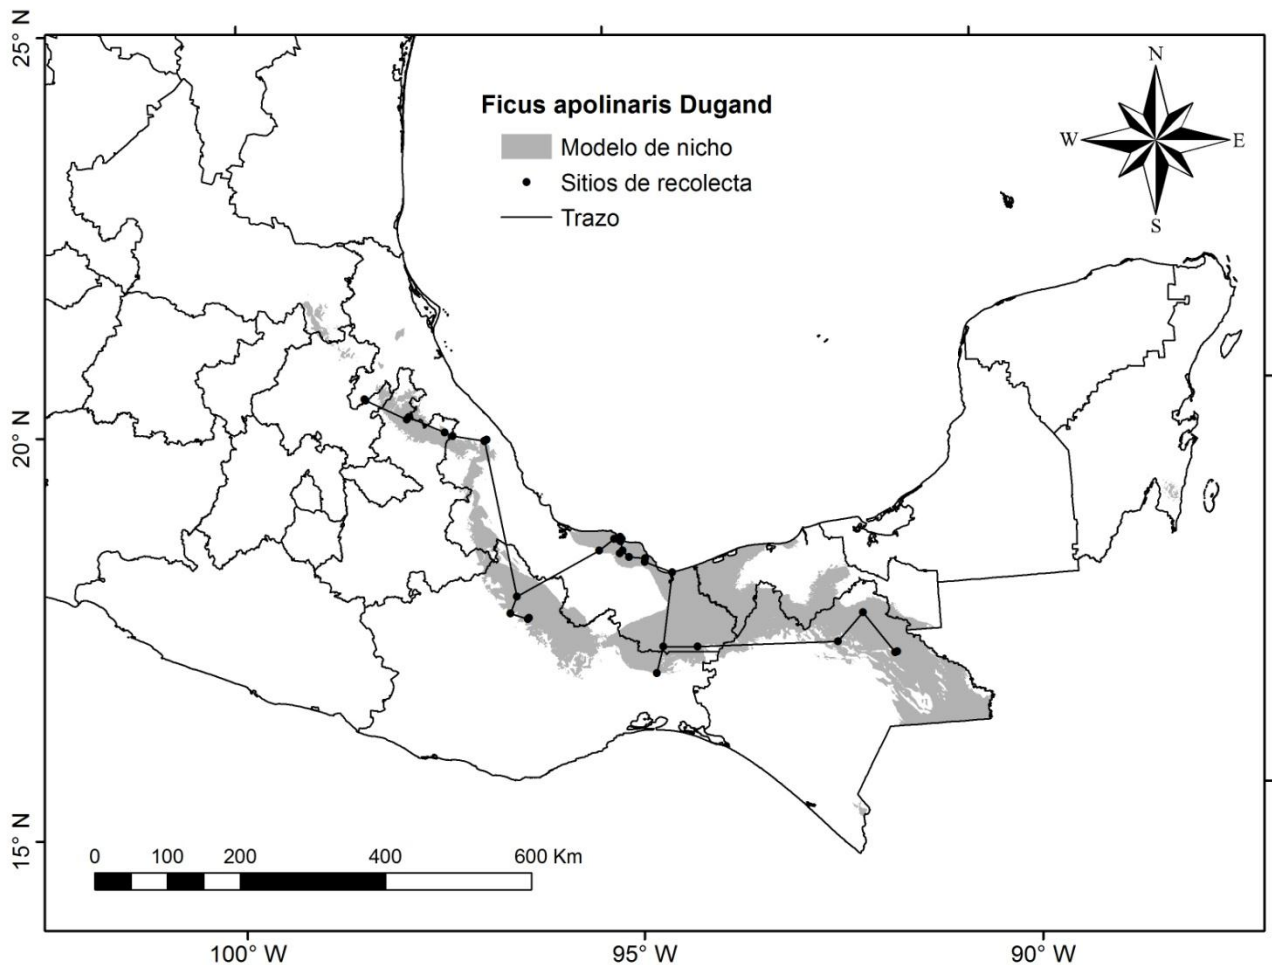 25° N
N
Ficus apolinaris Dugand
Modelo de nicho
W
E
Sitios de recolecta
Trazo
S
20° N
15° N
0 100 200 400 600 Km
100° W 95° W 90° W